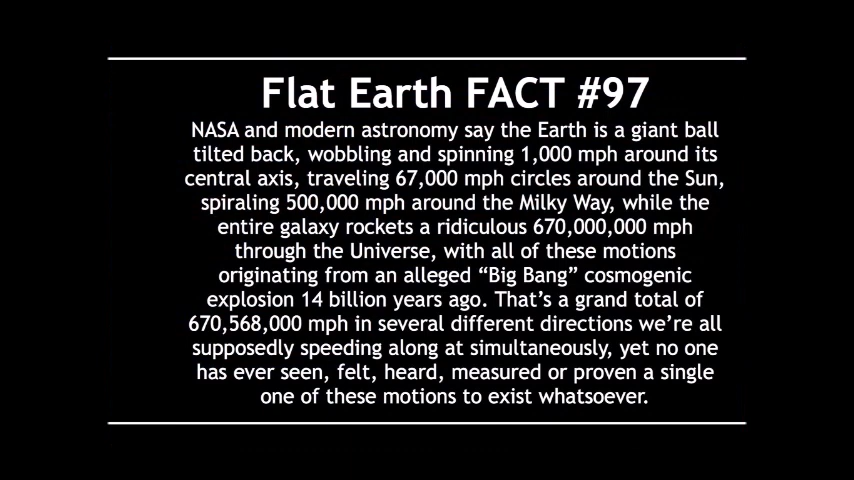 Flat Earth FACT #97
NASA and modern astronomy say the Earth is a giant ball
tilted back, wobbling and spinning 1,000 mph around its
central axis, traveling 67,000 mph circles around the Sun,
spiraling 500,000 mph around the Milky Way, while the
entire galaxy rockets a ridiculous 670,000,000 mph
through the Universe, with all of these motions
originating from an alleged “Big Bang” cosmogenic
explosion 14 billion years ago. That’s a grand total of
670,568,000 mph in several different directions we’re all
supposedly speeding along at simultaneously, yet no one
has ever seen, felt, heard, measured or proven a single
one of these motions to exist whatsoever.